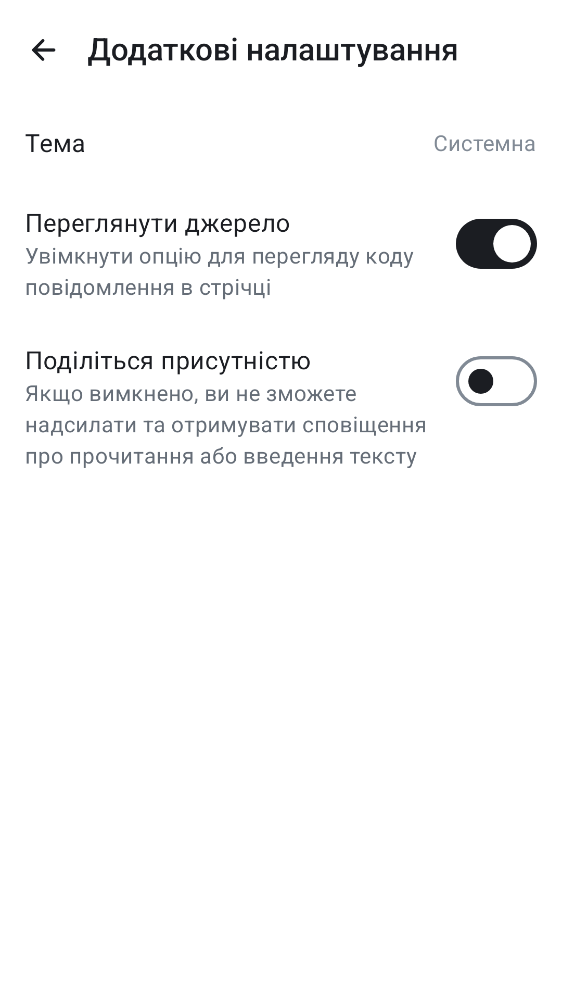 Додаткові налаштування
Тема
Системна
Переглянути джерело
Увімкнути опцію для перегляду коду
повідомлення в стрічці
Поділіться присутністю
Якщо вимкнено, ви не зможете
надсилати та отримувати сповіщення
про прочитання або введення тексту